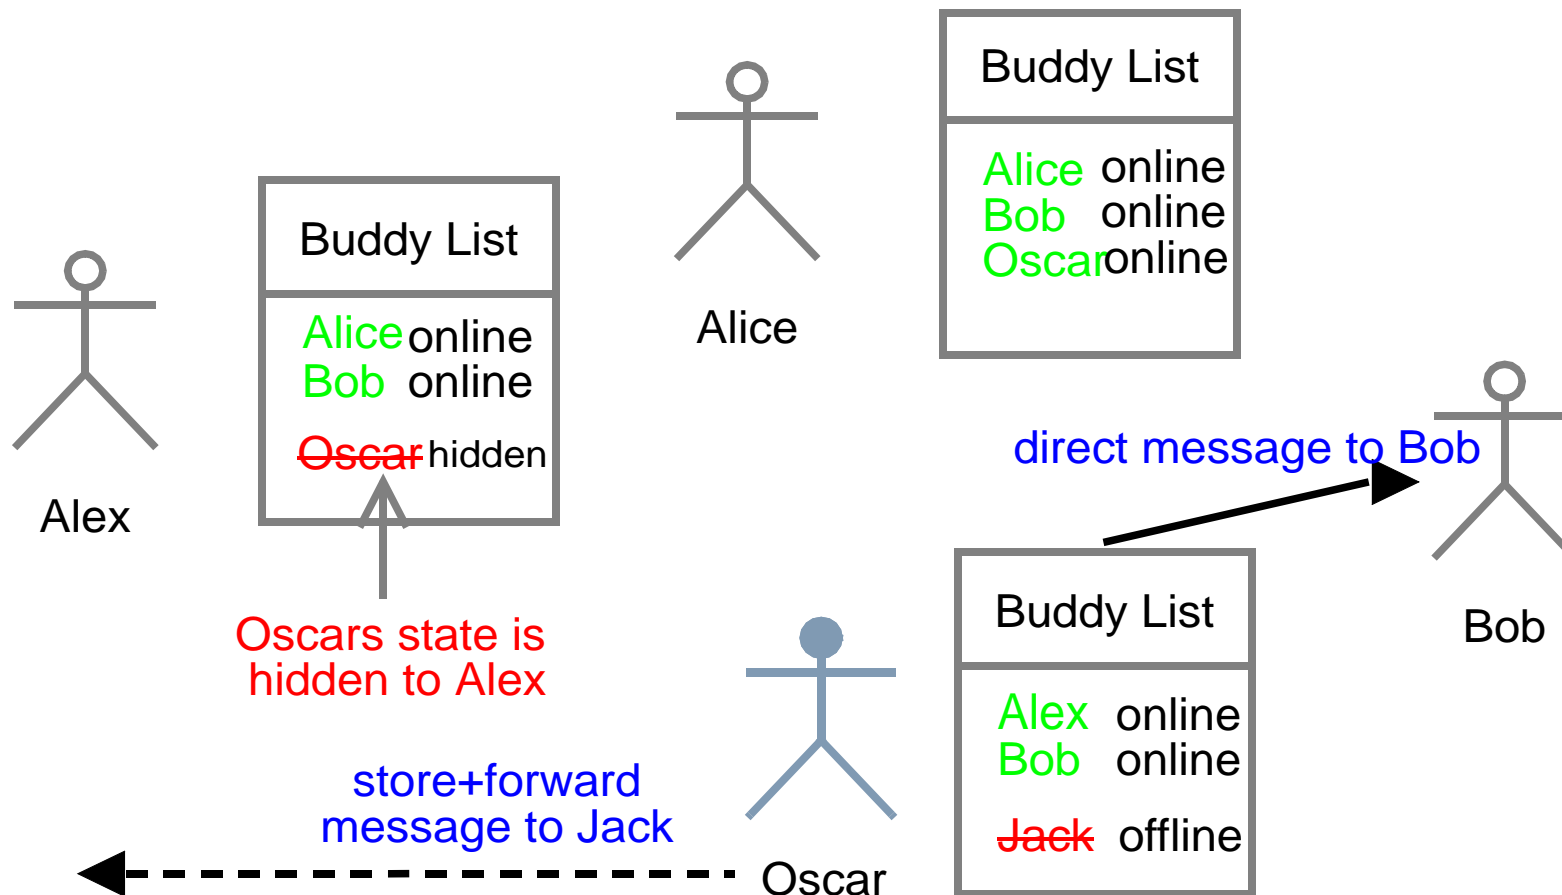 Buddy List
Alice online
Bob online
Oscar online
Alice
Buddy List
Alice online
Bob online
Oscar hidden
Alex
Oscars state is
hidden to Alex
direct message to Bob
Bob
Buddy List
Alex online
Bob online
Jack offline
store+forward
message to Jack
Oscar